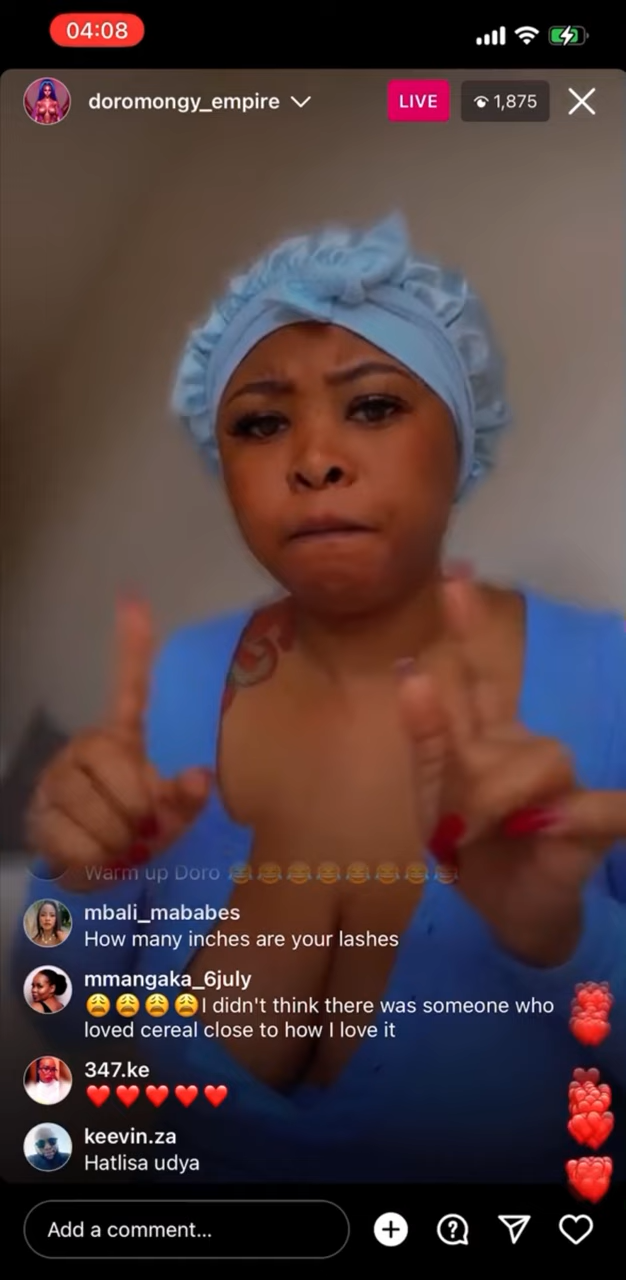 04:08
doromongy_empire
LIVE
1,875
Warm up Doro 😂😂😂😂😂😂😂😂
mbali_mababes
How many inches are your lashes
mmangaka_6july
😩😩😩😩I didn't think there was someone who
loved cereal close to how I love it
347.ke
❤️❤️❤️❤️❤️
keevin.za
Hatlisa udya
Add a comment...